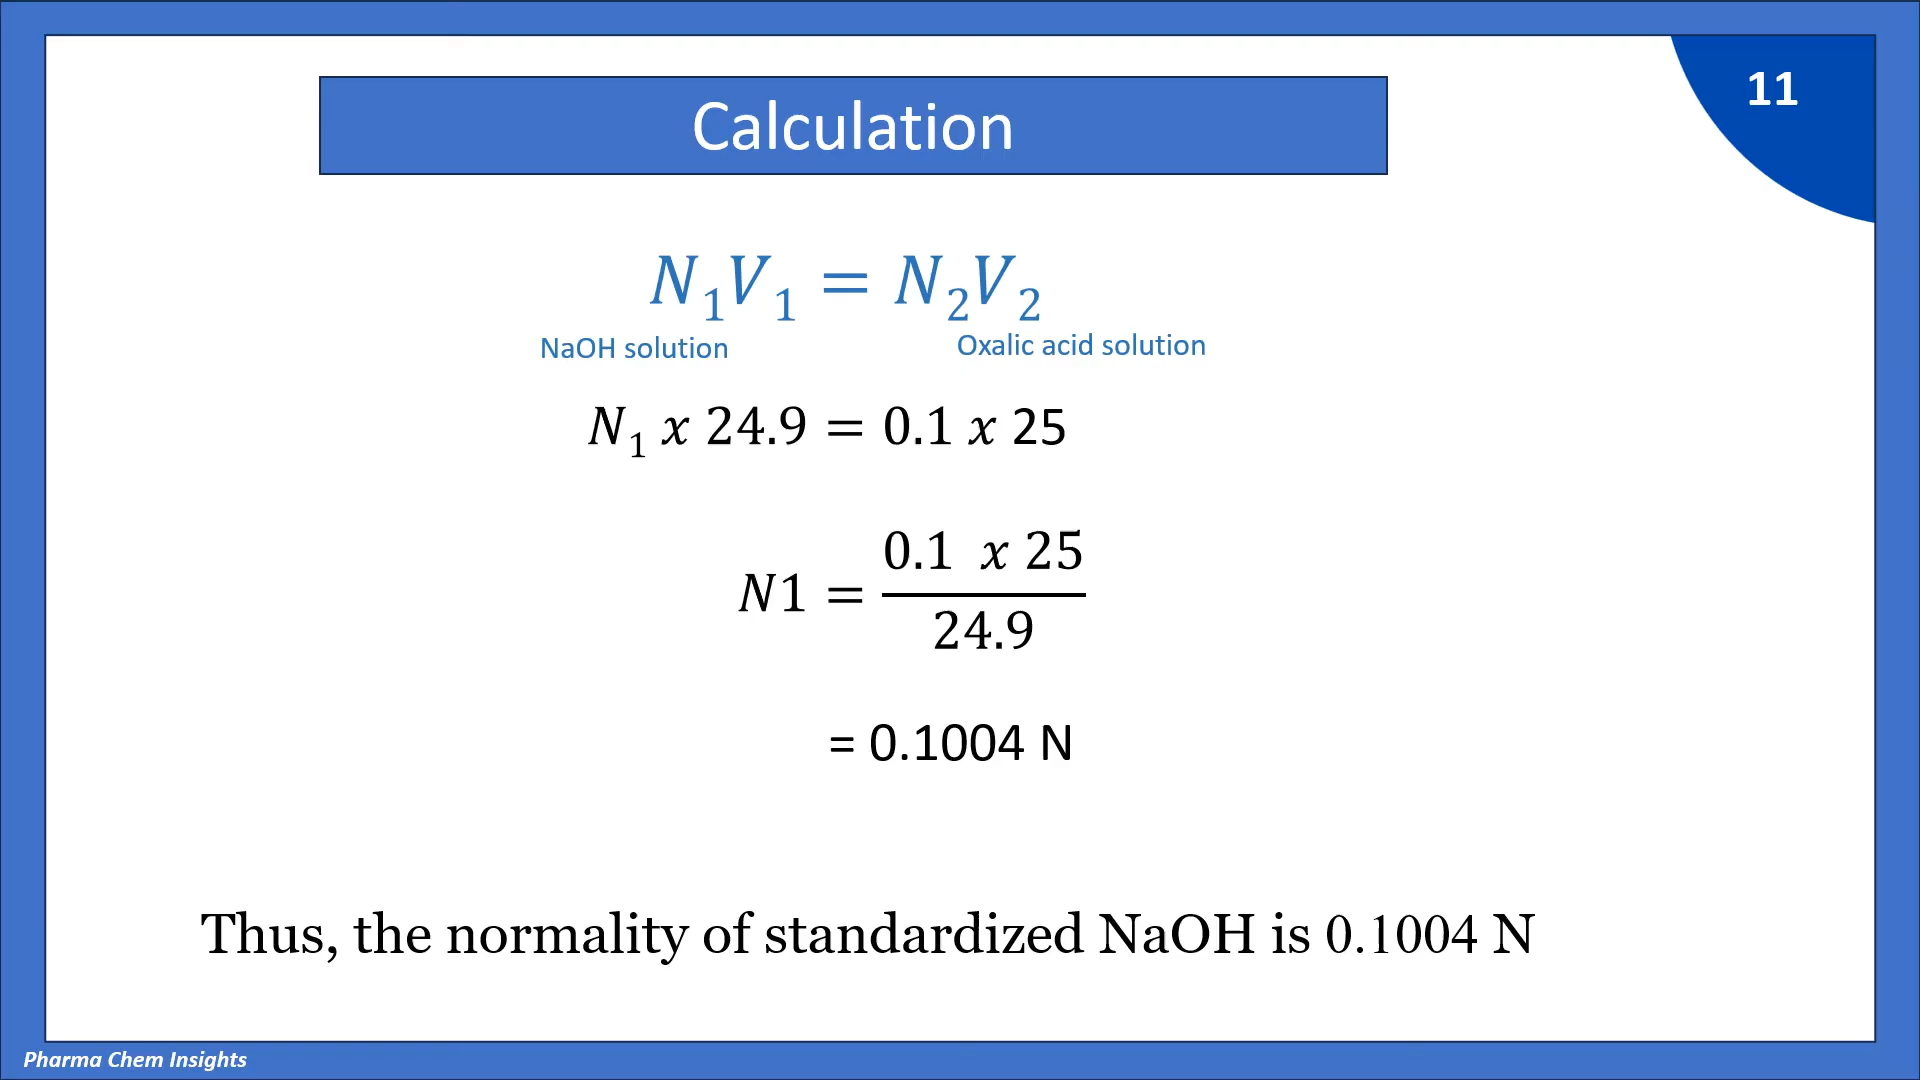 11
Calculation
N₁V₁ = N₂V₂
NaOH solution Oxalic acid solution
N₁ x 24.9 = 0.1 x 25
N1 = 0.1 x 25 / 24.9
= 0.1004 N
Thus, the normality of standardized NaOH is 0.1004 N
Pharma Chem Insights